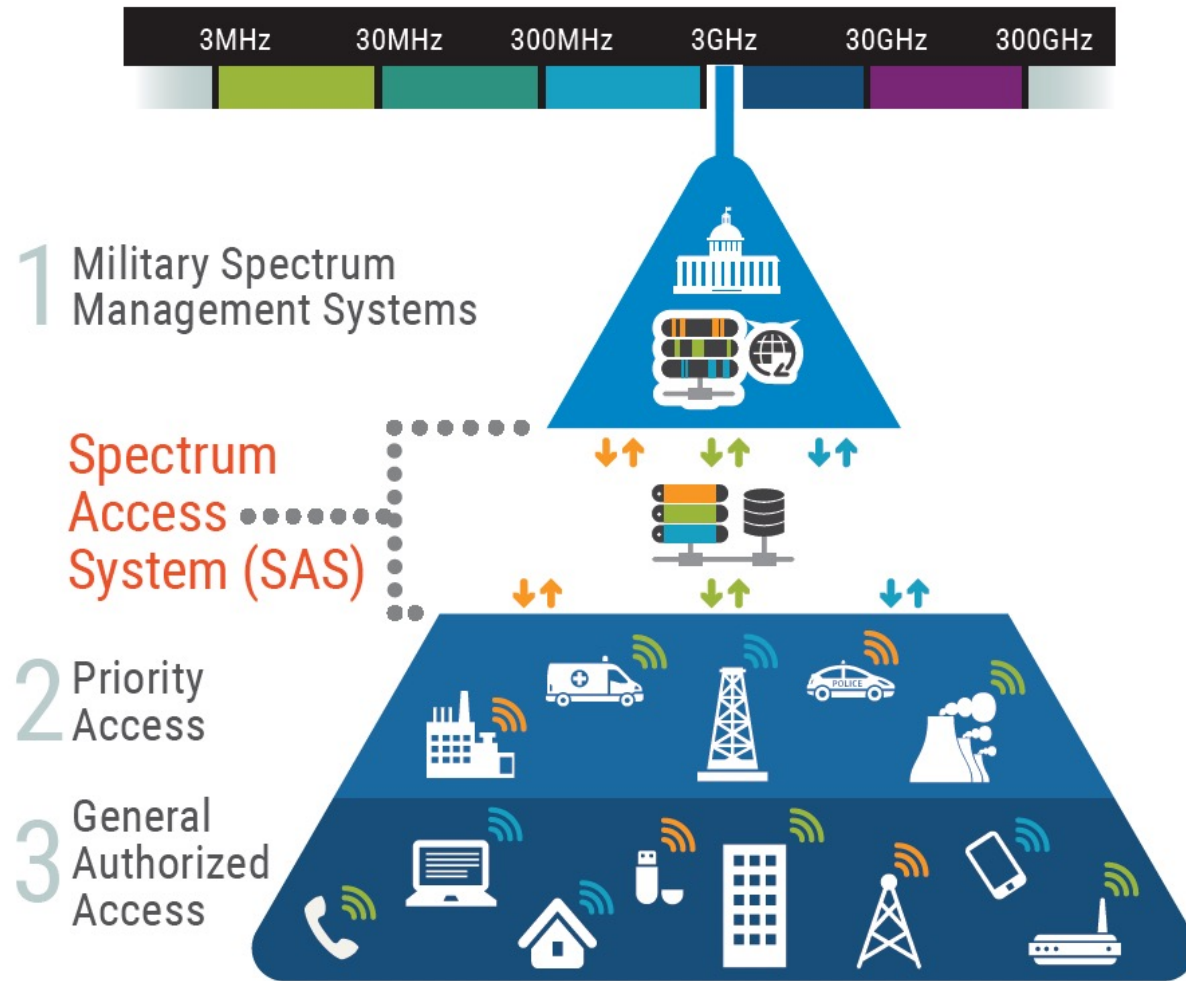 3MHz 30MHz 300MHz 3GHz 30GHz 300GHz
1 Military Spectrum
Management Systems
Spectrum
Access
System (SAS)
2 Priority
Access
POLICE
3 General
Authorized
Access